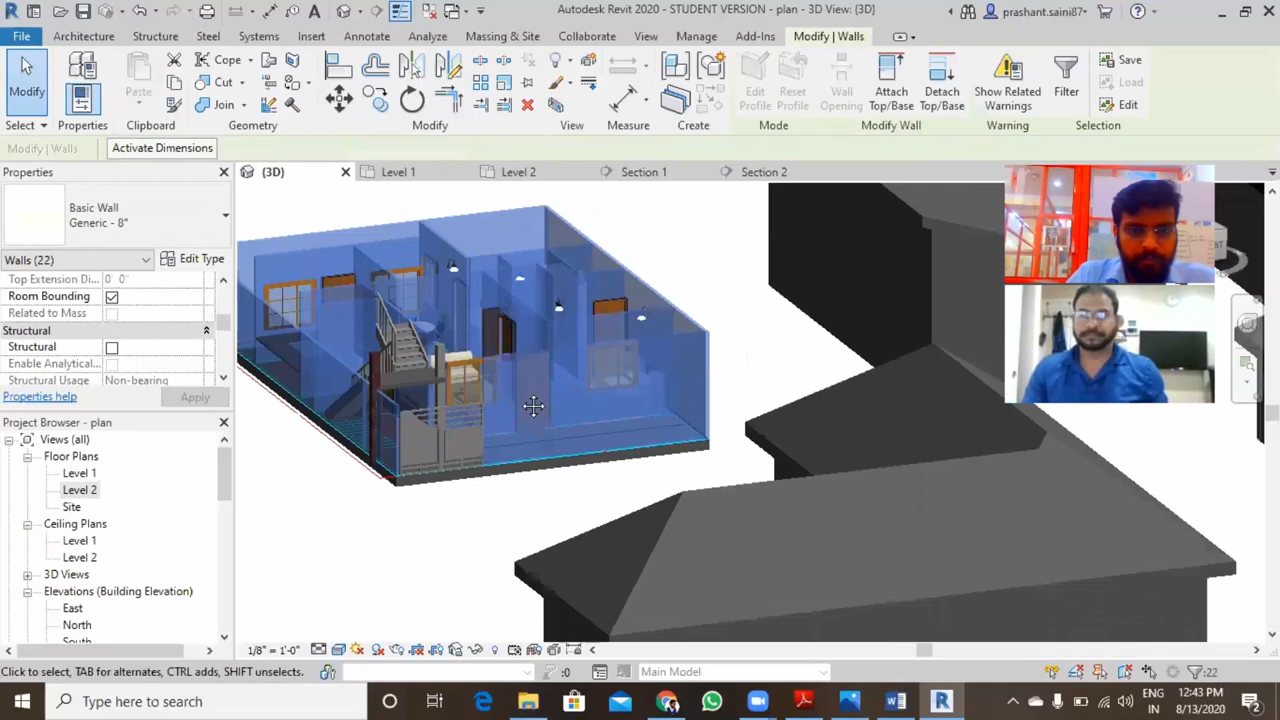 Autodesk Revit 2020 - STUDENT VERSION - plan - 3D View: {3D}
prashant.saini87
File
Architecture
Structure
Steel
Systems
Insert
Annotate
Analyze
Massing & Site
Collaborate
View
Manage
Add-Ins
Modify | Walls
Modify
Select
Properties
Paste
Clipboard
Cope
Cut
Join
Geometry
Modify
View
Measure
Create
Edit
Profile
Reset
Profile
Wall
Opening
Mode
Attach
Top/Base
Detach
Top/Base
Modify Wall
Show Related
Warnings
Warning
Filter
Save
Load
Edit
Selection
Modify | Walls
Activate Dimensions
Properties
{3D}
Level 1
Level 2
Section 1
Section 2
Basic Wall
Generic - 8"
Walls (22)
Edit Type
Top Extension Di... 0' 0"
Room Bounding
Related to Mass
Structural
Structural
Enable Analytical...
Structural Usage Non-bearing
Properties help
Apply
Project Browser - plan
Views (all)
Floor Plans
Level 1
Level 2
Site
Ceiling Plans
Level 1
Level 2
3D Views
Elevations (Building Elevation)
East
North
South
1/8" = 1'-0"
Click to select, TAB for alternates, CTRL adds, SHIFT unselects.
:0
Main Model
:22
Type here to search
ENG
IN
12:43 PM
8/13/2020
2